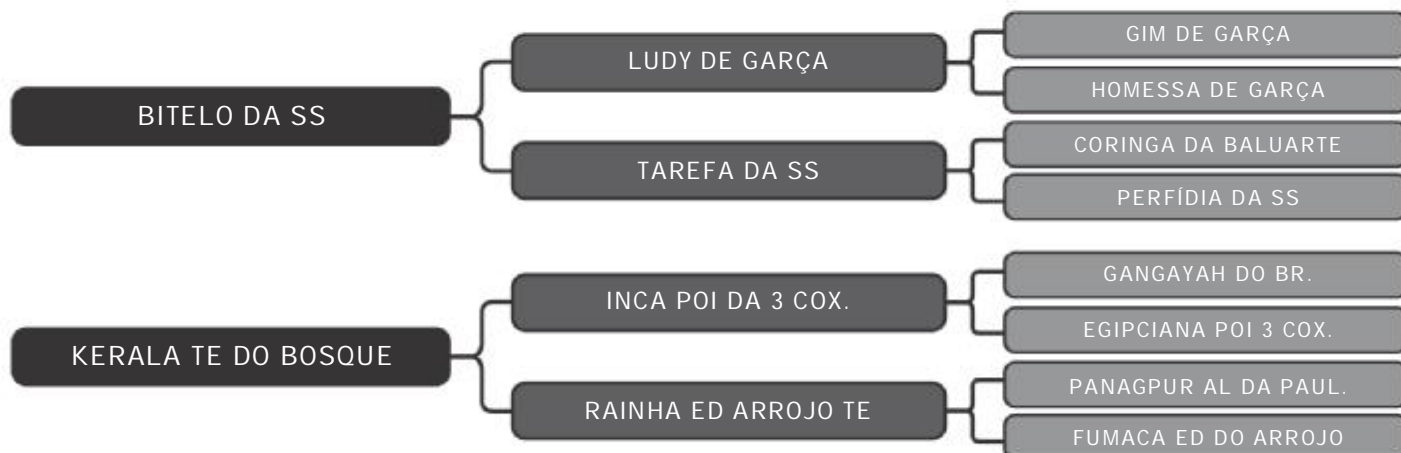 BITELO DA SS
LUDY DE GARÇA
GIM DE GARÇA
HOMESSA DE GARÇA
TAREFA DA SS
CORINGA DA BALUARTE
PERFÍDIA DA SS
KERALA TE DO BOSQUE
INCA POI DA 3 COX.
GANGAYAH DO BR.
EGIPCIANA POI 3 COX.
RAINHA ED ARROJO TE
PANAGPUR AL DA PAUL.
FUMACA ED DO ARROJO